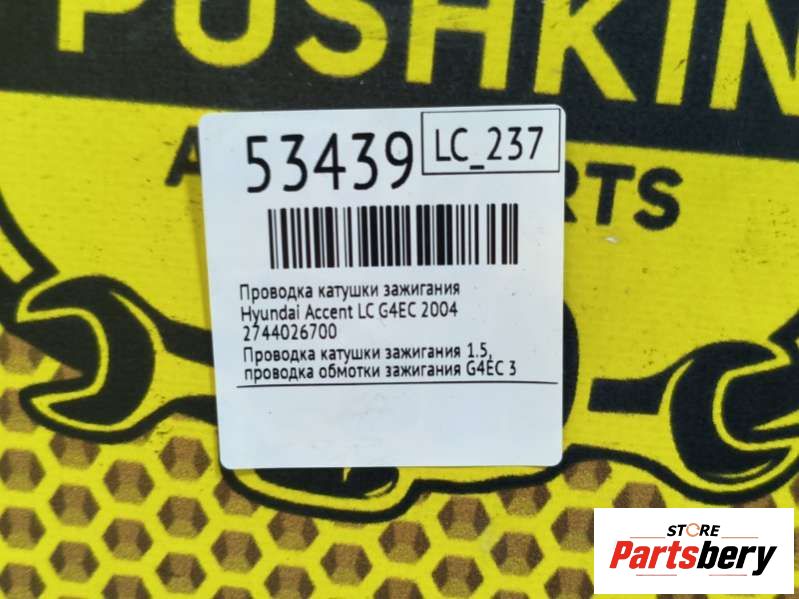 PUSHKIN
53439
LC_237
RTS
Проводка катушки зажигания
Hyundai Accent LC G4EC 2004
2744026700
Проводка катушки зажигания 1.5,
проводка обмотки зажигания G4EC 3
STORE
Partsbery